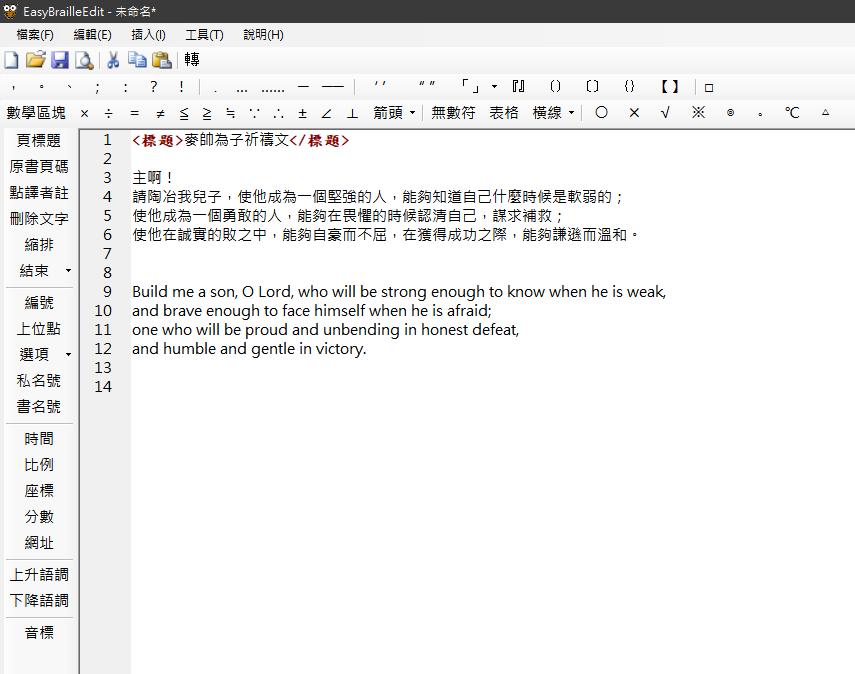 EasyBrailleEdit - 未命名*
檔案(F) 編輯(E) 插入(I) 工具(T) 說明(H)
轉
， 。 、 ； ： ？ ！ . … …… — —— ‘ ’ “ ” 「 」 『』 () 〔〕 {} 【 】 □
數學區塊 × ÷ = ≠ ≦ ≧ ≒ ∵ ∴ ± ∠ ⊥ 箭頭 無數符 表格 橫線 ○ × √ ※ ◎ 。 ℃ △
頁標題
原書頁碼
點譯者註
刪除文字
縮排
結束
編號
上位點
選項
私名號
書名號
時間
比例
座標
分數
網址
上升語調
下降語調
音標
1 <標題>麥帥為子祈禱文</標題>
2
3 主啊！
4 請陶冶我兒子，使他成為一個堅強的人，能夠知道自己什麼時候是軟弱的；
5 使他成為一個勇敢的人，能夠在畏懼的時候認清自己，謀求補救；
6 使他在誠實的敗之中，能夠自豪而不屈，在獲得成功之際，能夠謙遜而溫和。
7
8
9 Build me a son, O Lord, who will be strong enough to know when he is weak,
10 and brave enough to face himself when he is afraid;
11 one who will be proud and unbending in honest defeat,
12 and humble and gentle in victory.
13
14